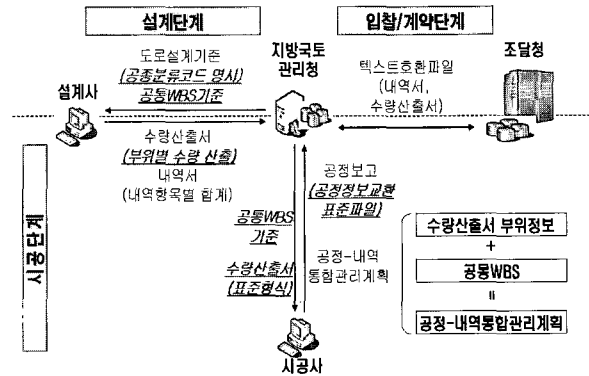 설계단계
입찰/계약단계
도로설계기준
(공종분류코드 명시)
공통WBS기준
지방국토
관리청
텍스트호환파일
(내역서,
수량산출서)
조달청
설계사
수량산출서
(부위별 수량 산출)
내역서
(내역항목별 합계)
공정보고
(공정정보교환
표준파일)
시공단계
공통WBS
기준
수량산출서
(표준형식)
공정-내역
통합관리계획
수량산출서 부위정보
+
공통WBS
=
공정-내역통합관리계획
시공사